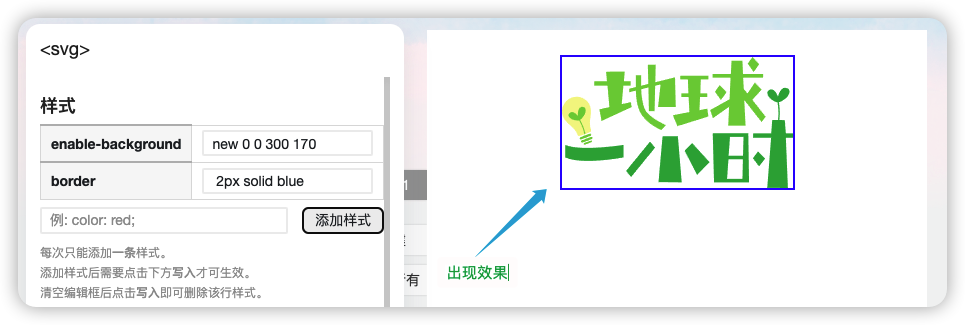 <svg>
样式
enable-background
new 0 0 300 170
border
2px solid blue
例: color: red;
添加样式
每次只能添加一条样式。
添加样式后需要点击下方写入才可生效。
清空编辑框后点击写入即可删除该行样式。
1
有
地球
一小时
出现效果